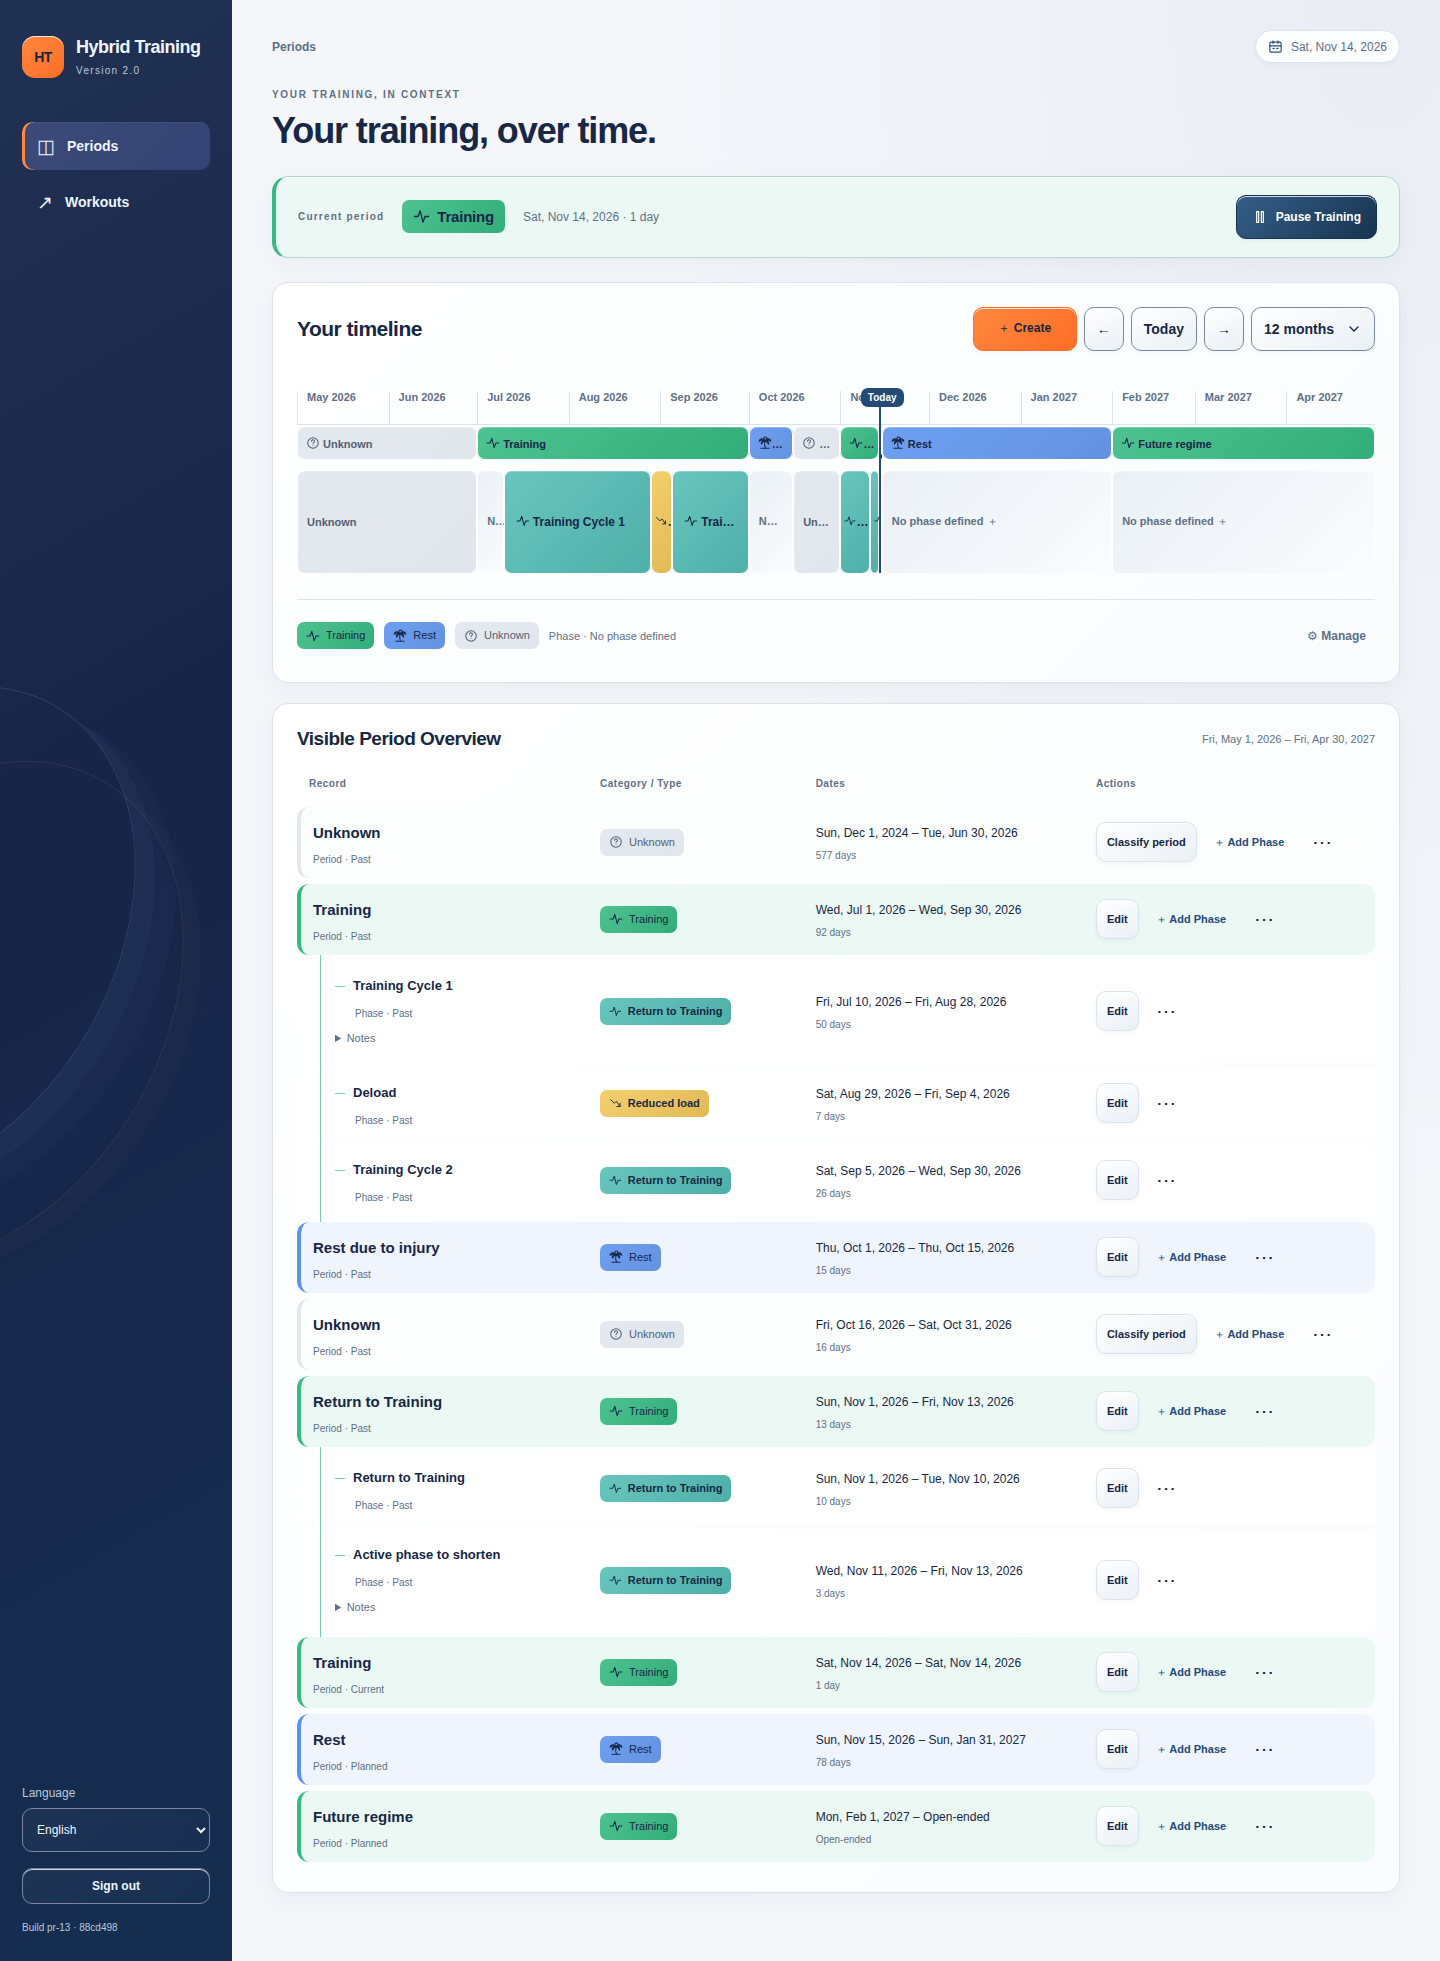 HT
Hybrid Training
Version 2.0
Periods
Workouts
Language
English
Sign out
Build pr-13 · 88cd498
Periods
Sat, Nov 14, 2026
YOUR TRAINING, IN CONTEXT
Your training, over time.
Current period
Training
Sat, Nov 14, 2026 · 1 day
Pause Training
Your timeline
+ Create
←
Today
→
12 months
May 2026
Jun 2026
Jul 2026
Aug 2026
Sep 2026
Oct 2026
Today
Dec 2026
Jan 2027
Feb 2027
Mar 2027
Apr 2027
Unknown
Training
...
...
...
Rest
Future regime
Unknown
N...
Training Cycle 1
Trai...
N...
Un...
...
No phase defined +
No phase defined +
Training
Rest
Unknown
Phase · No phase defined
⚙ Manage
Visible Period Overview
Fri, May 1, 2026 – Fri, Apr 30, 2027
Record
Category / Type
Dates
Actions
Unknown
Period · Past
Unknown
Sun, Dec 1, 2024 – Tue, Jun 30, 2026
577 days
Classify period
+ Add Phase
···
Training
Period · Past
Training
Wed, Jul 1, 2026 – Wed, Sep 30, 2026
92 days
Edit
+ Add Phase
···
— Training Cycle 1
Phase · Past
▶ Notes
Return to Training
Fri, Jul 10, 2026 – Fri, Aug 28, 2026
50 days
Edit
···
— Deload
Phase · Past
Reduced load
Sat, Aug 29, 2026 – Fri, Sep 4, 2026
7 days
Edit
···
— Training Cycle 2
Phase · Past
Return to Training
Sat, Sep 5, 2026 – Wed, Sep 30, 2026
26 days
Edit
···
Rest due to injury
Period · Past
Rest
Thu, Oct 1, 2026 – Thu, Oct 15, 2026
15 days
Edit
+ Add Phase
···
Unknown
Period · Past
Unknown
Fri, Oct 16, 2026 – Sat, Oct 31, 2026
16 days
Classify period
+ Add Phase
···
Return to Training
Period · Past
Training
Sun, Nov 1, 2026 – Fri, Nov 13, 2026
13 days
Edit
+ Add Phase
···
— Return to Training
Phase · Past
Return to Training
Sun, Nov 1, 2026 – Tue, Nov 10, 2026
10 days
Edit
···
— Active phase to shorten
Phase · Past
▶ Notes
Return to Training
Wed, Nov 11, 2026 – Fri, Nov 13, 2026
3 days
Edit
···
Training
Period · Current
Training
Sat, Nov 14, 2026 – Sat, Nov 14, 2026
1 day
Edit
+ Add Phase
···
Rest
Period · Planned
Rest
Sun, Nov 15, 2026 – Sun, Jan 31, 2027
78 days
Edit
+ Add Phase
···
Future regime
Period · Planned
Training
Mon, Feb 1, 2027 – Open-ended
Open-ended
Edit
+ Add Phase
···